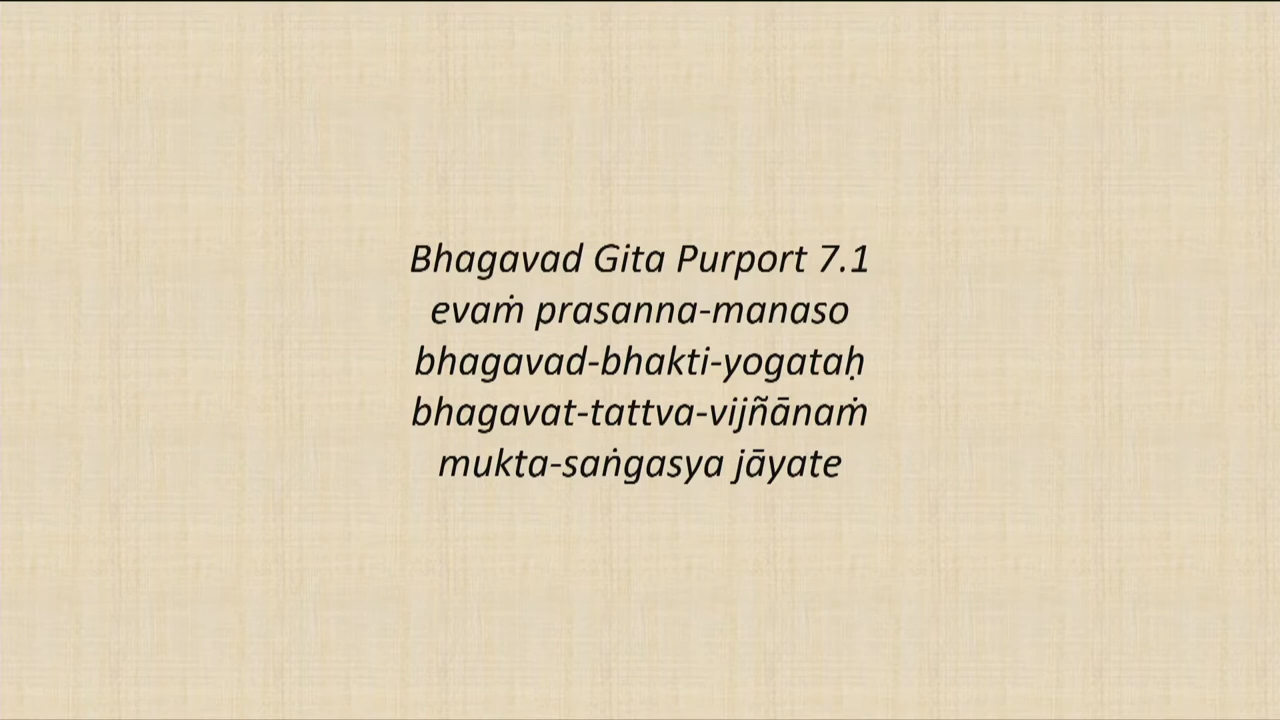 Bhagavad Gita Purport 7.1
evaṁ prasanna-manaso
bhagavad-bhakti-yogataḥ
bhagavat-tattva-vijñānaṁ
mukta-saṅgasya jāyate